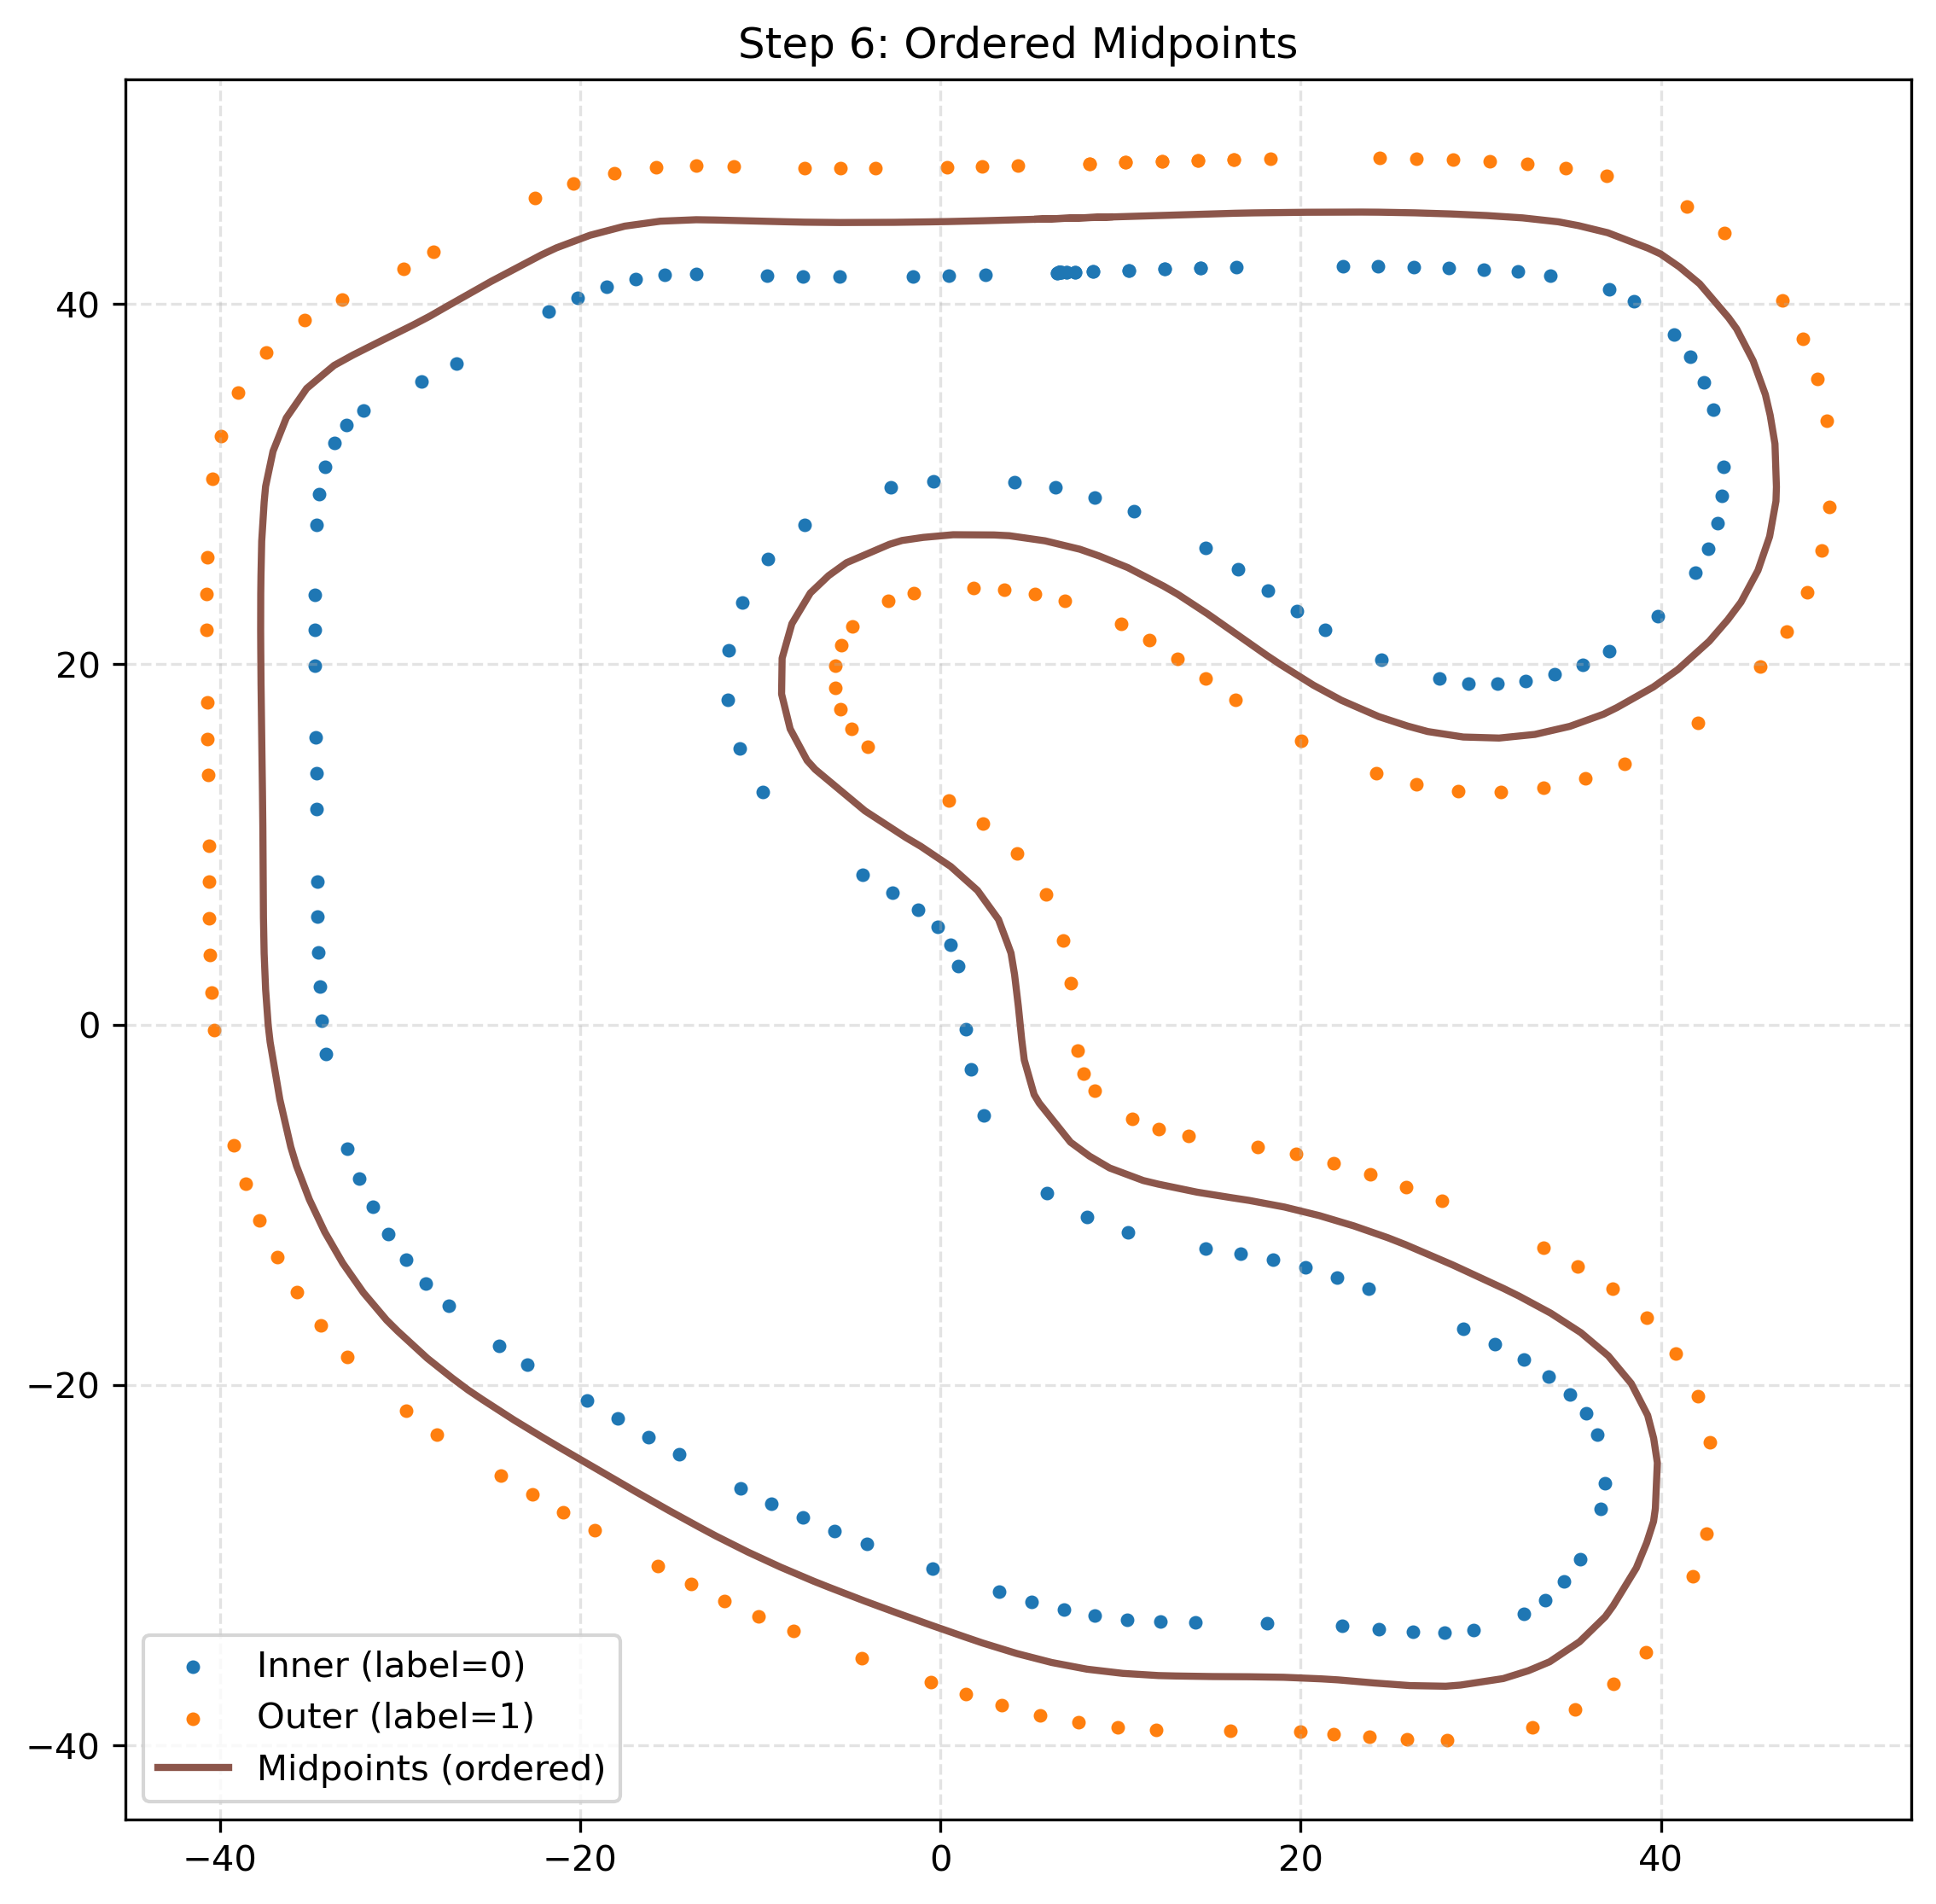 Step 6: Ordered Midpoints
40
20
0
−20
−40
Inner (label=0)
Outer (label=1)
Midpoints (ordered)
−40
−20
0
20
40